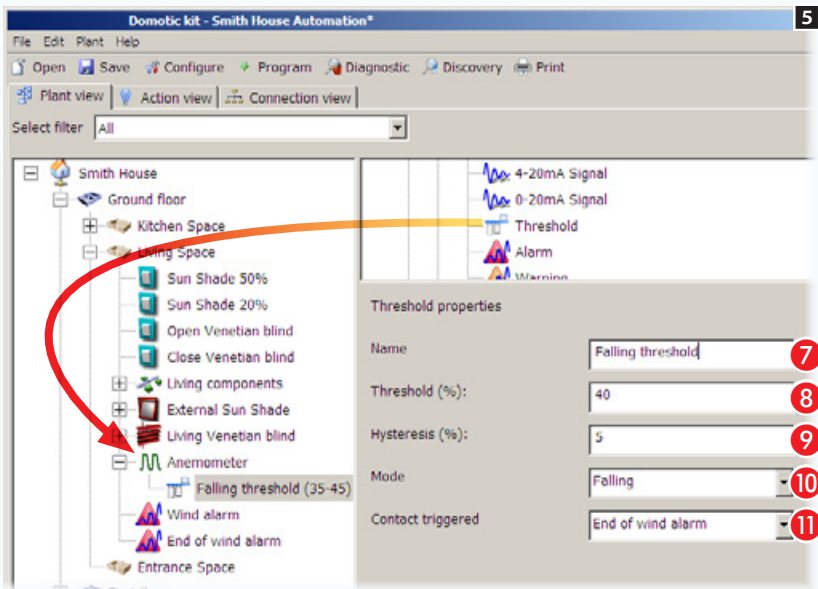 Domotic kit - Smith House Automation*
5
File Edit Plant Help
Open Save Configure Program Diagnostic Discovery Print
Plant view Action view Connection view
Select filter All
Smith House
Ground floor
Kitchen Space
Living Space
Sun Shade 50%
Sun Shade 20%
Open Venetian blind
Close Venetian blind
Living components
External Sun Shade
Living Venetian blind
Anemometer
Falling threshold (35-45)
Wind alarm
End of wind alarm
Entrance Space
4-20mA Signal
0-20mA Signal
Threshold
Alarm
Warning
Threshold properties
Name Falling threshold 7
Threshold (%): 40 8
Hysteresis (%): 5 9
Mode Falling 10
Contact triggered End of wind alarm 11